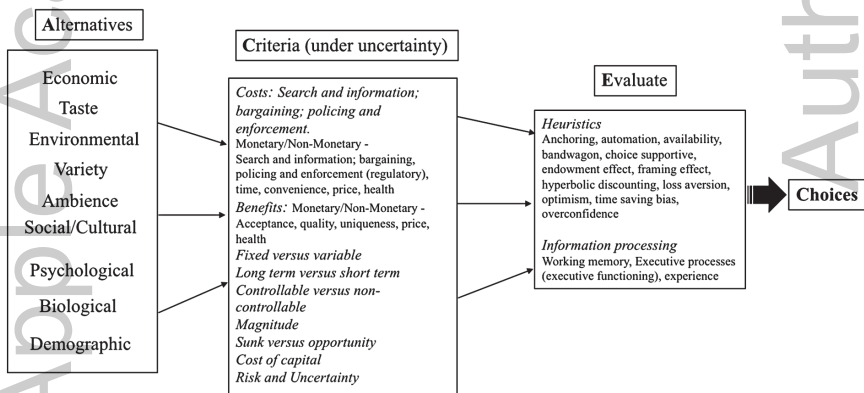 Alternatives
Economic
Taste
Environmental
Variety
Ambience
Social/Cultural
Psychological
Biological
Demographic
Criteria (under uncertainty)
Costs: Search and information;
bargaining; policing and
enforcement.
Monetary/Non-Monetary -
Search and information; bargaining,
policing and enforcement (regulatory),
time, convenience, price, health
Benefits: Monetary/Non-Monetary -
Acceptance, quality, uniqueness, price,
health
Fixed versus variable
Long term versus short term
Controllable versus non-
controllable
Magnitude
Sunk versus opportunity
Cost of capital
Risk and Uncertainty
Evaluate
Heuristics
Anchoring, automation, availability,
bandwagon, choice supportive,
endowment effect, framing effect,
hyperbolic discounting, loss aversion,
optimism, time saving bias,
overconfidence
Information processing
Working memory, Executive processes
(executive functioning), experience
Choices